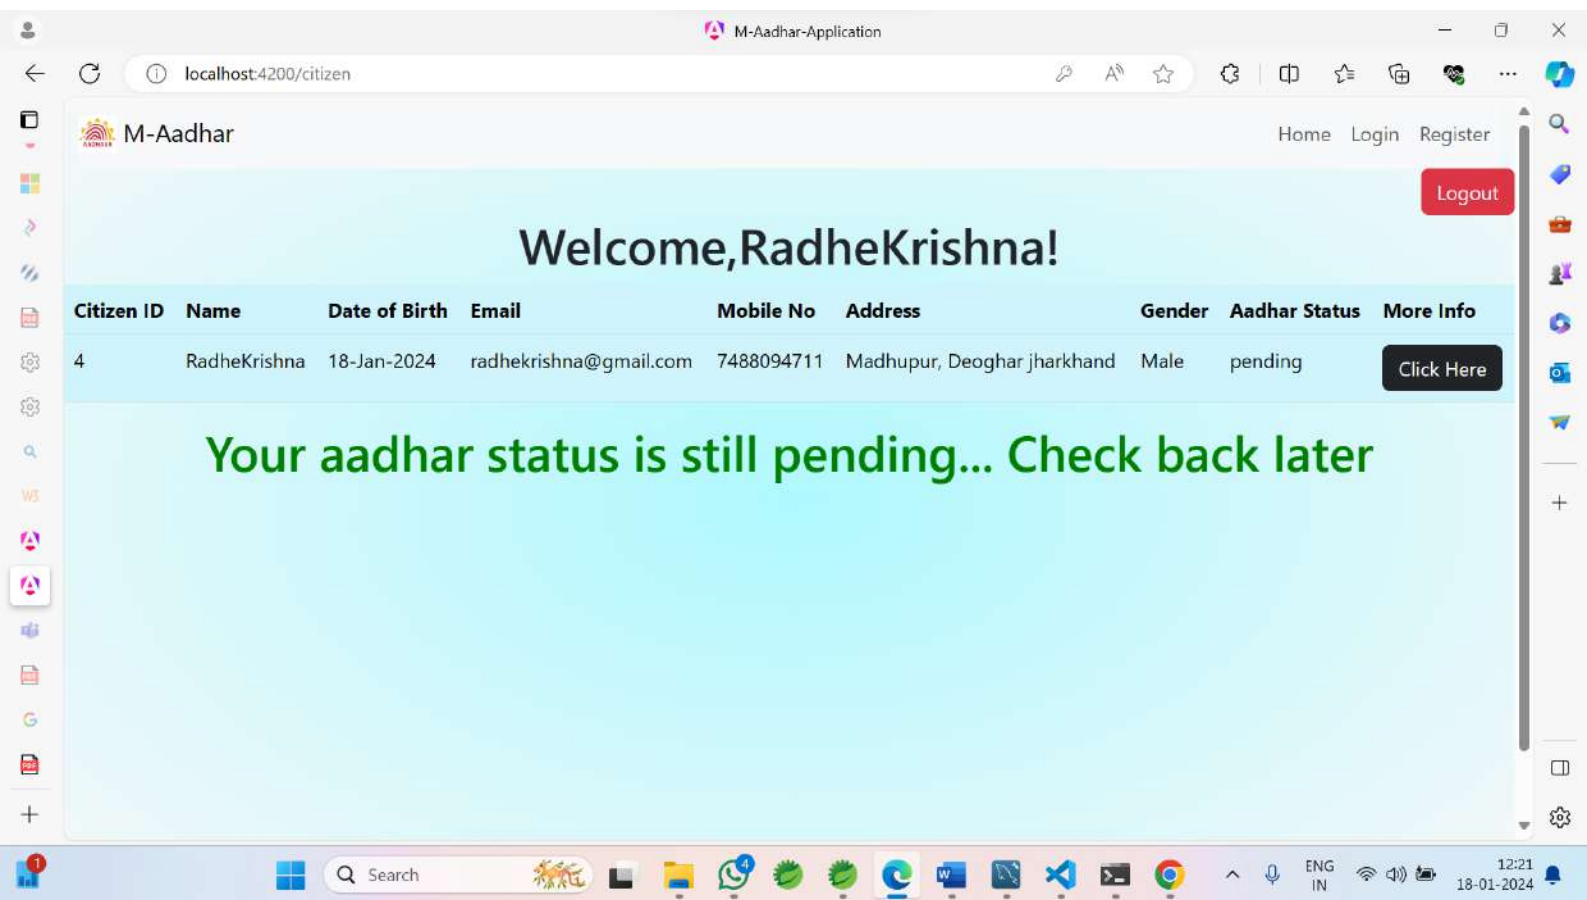 M-Aadhar-Application
localhost:4200/citizen
M-Aadhar
Home Login Register
Logout
Welcome,RadheKrishna!
Citizen ID Name Date of Birth Email Mobile No Address Gender Aadhar Status More Info
4 RadheKrishna 18-Jan-2024 radhekrishna@gmail.com 7488094711 Madhupur, Deoghar jharkhand Male pending Click Here
Your aadhar status is still pending... Check back later
1
Search
4
ENG
IN
12:21
18-01-2024